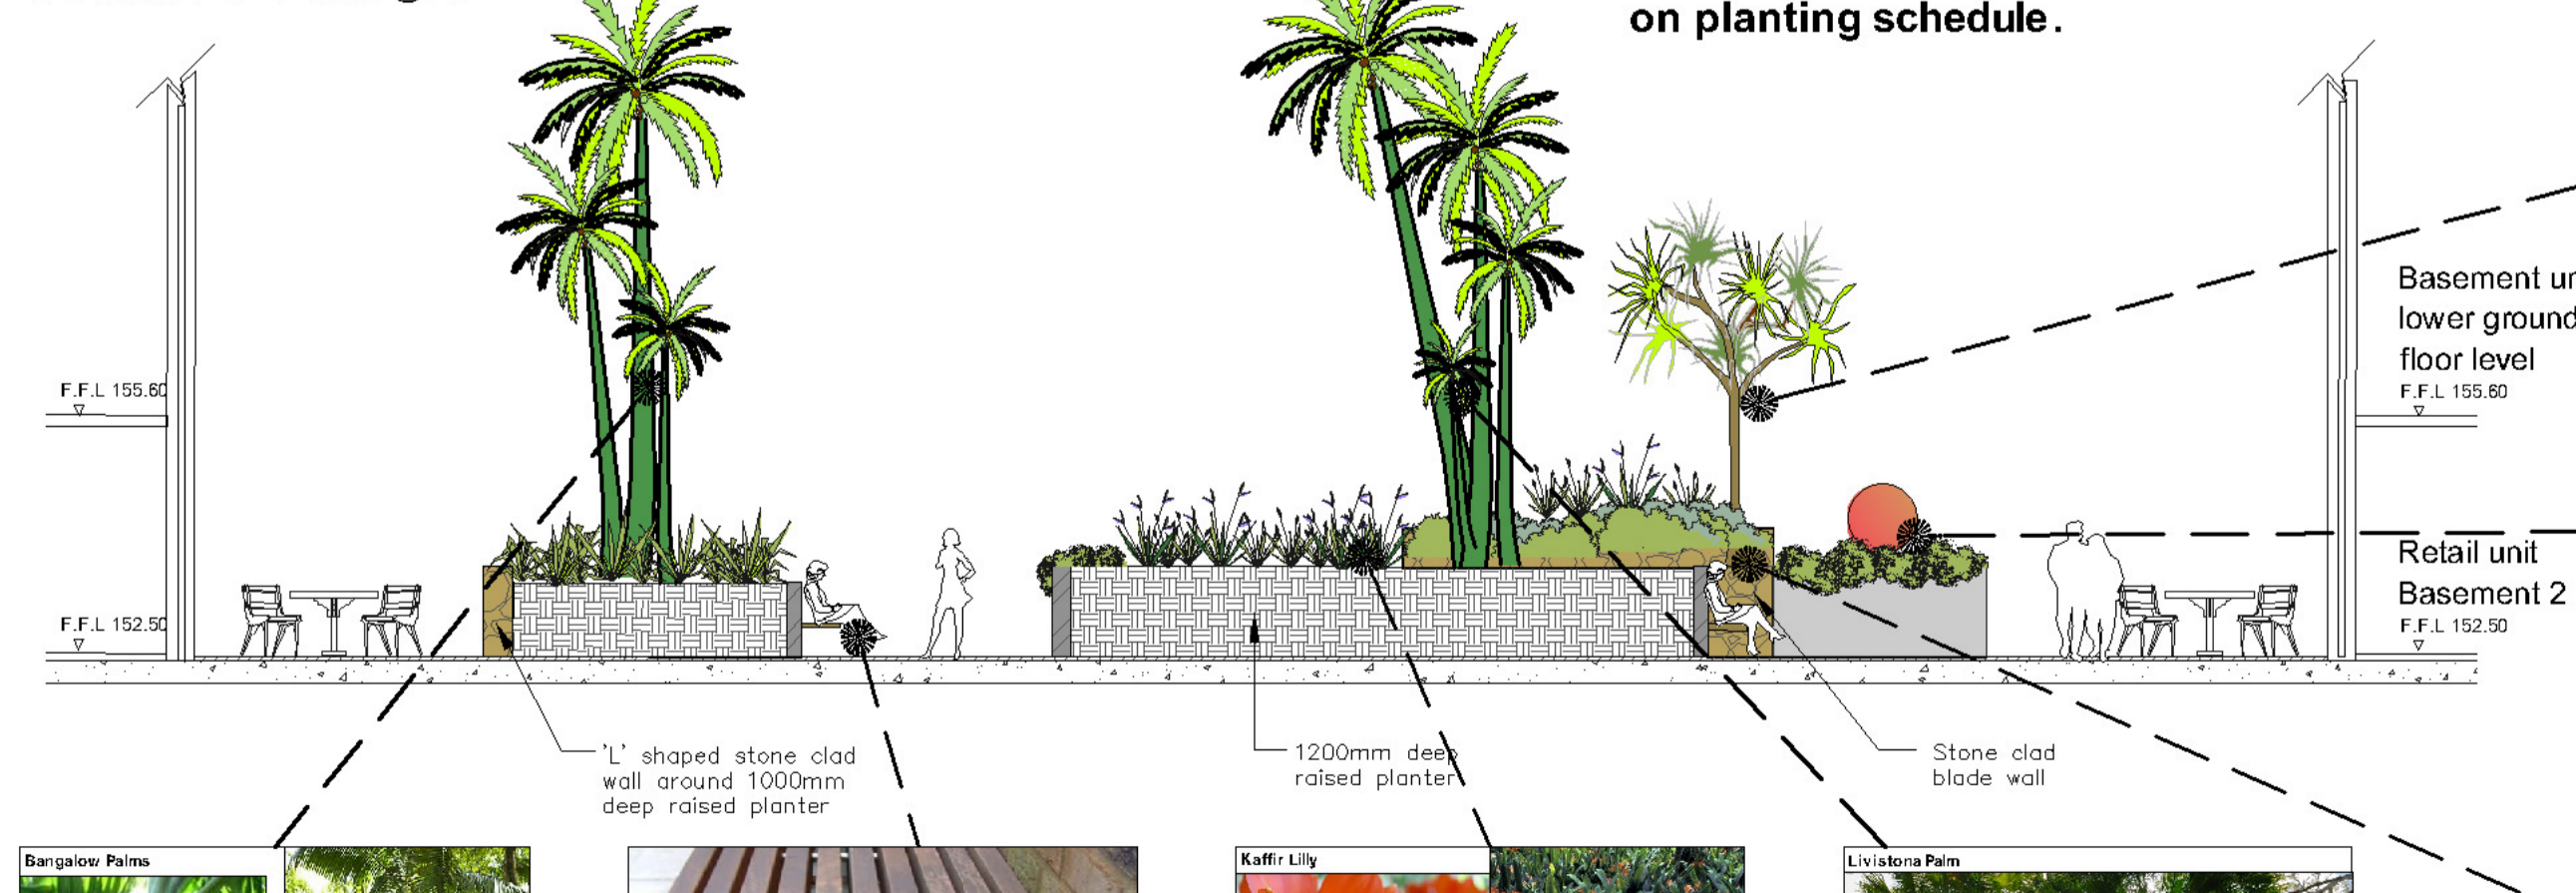 on planting schedule.
F.F.L 155.60
Basement
lower ground
floor level
F.F.L 155.60
F.F.L 152.50
Retail unit
Basement 2
F.F.L 152.50
'L' shaped stone clad
wall around 1000mm
deep raised planter
1200mm deep
raised planter
Stone clad
blade wall
Bangalow Palms
Kaffir Lilly
Livistona Palm